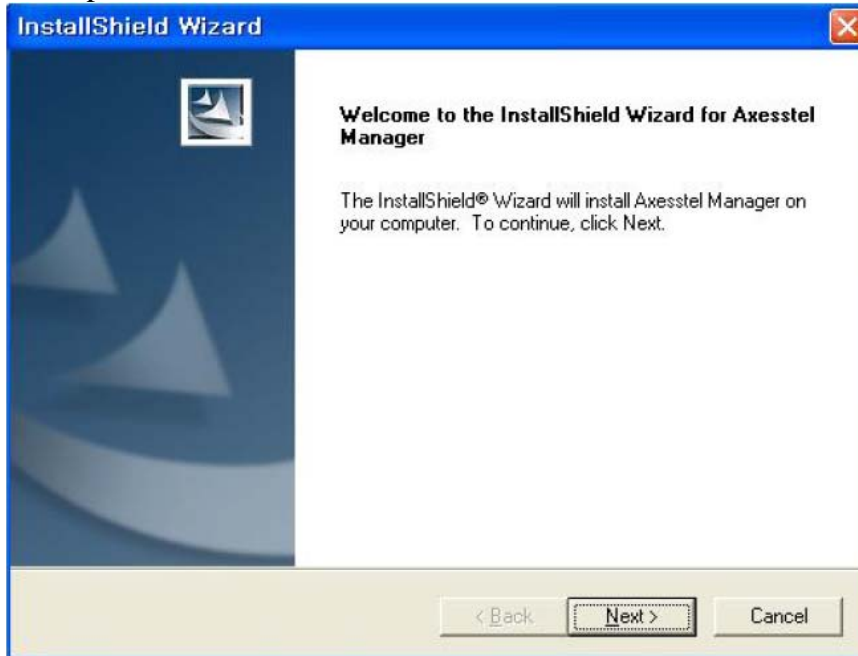 InstallShield Wizard
Welcome to the InstallShield Wizard for Axesstel
Manager
The InstallShield® Wizard will install Axesstel Manager on
your computer. To continue, click Next.
< Back Next > Cancel